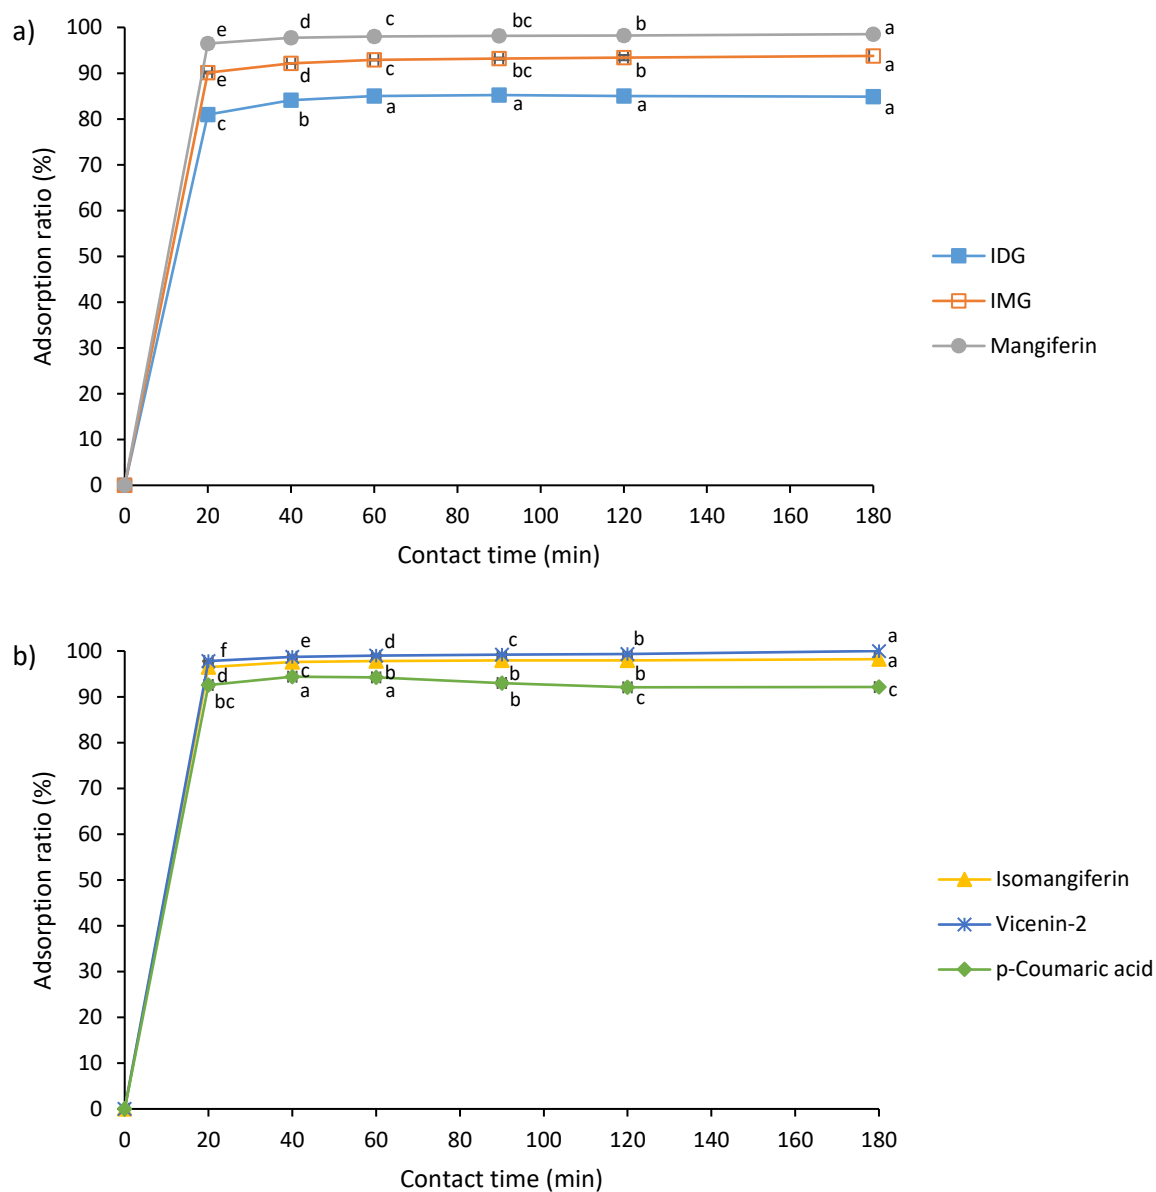 a)
Adsorption ratio (%)
100
90
80
70
60
50
40
30
20
10
0
e
d
c
bc
b
a
e
d
c
bc
b
a
c
b
a
a
a
a
0 20 40 60 80 100 120 140 160 180
Contact time (min)
IDG
IMG
Mangiferin
b)
Adsorption ratio (%)
100
90
80
70
60
50
40
30
20
10
0
f
e
d
c
b
a
d
c
b
b
b
a
bc
a
a
b
c
c
0 20 40 60 80 100 120 140 160 180
Contact time (min)
Isomangiferin
Vicenin-2
p-Coumaric acid